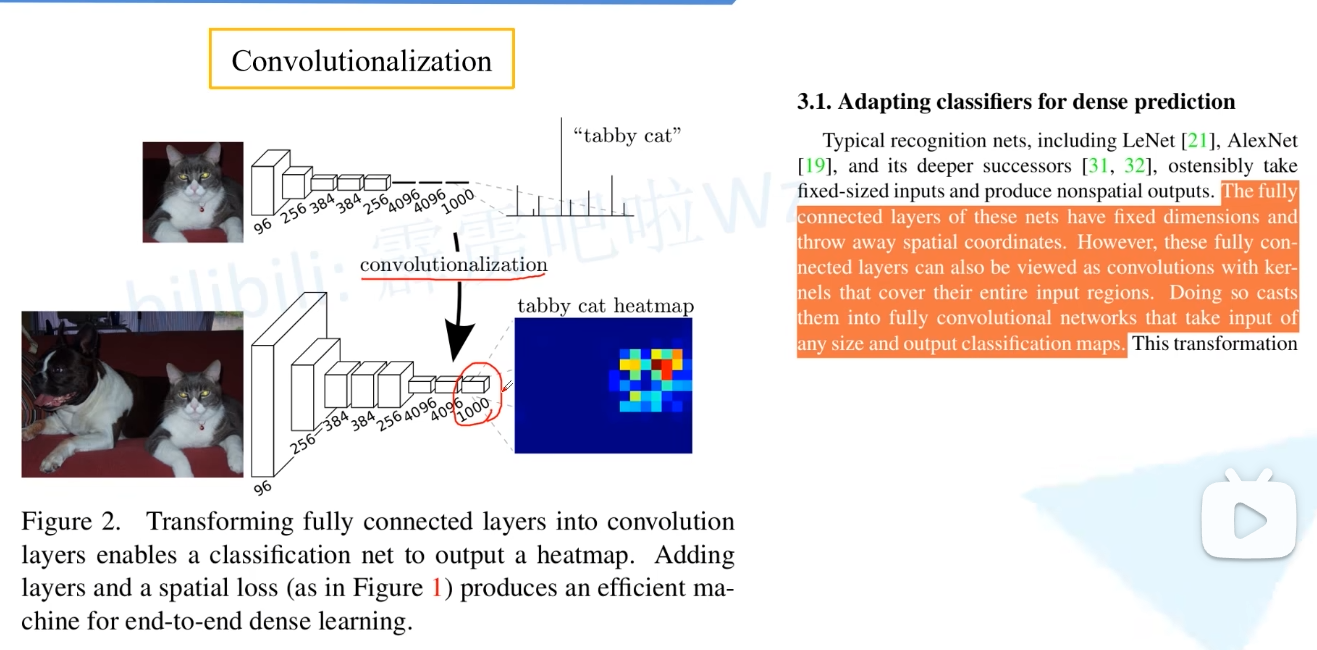 Convolutionalization
"tabby cat"
96
256
384
384
256
4096
4096
1000
convolutionalization
tabby cat heatmap
96
256
384
384
256
4096
4096
1000
Figure 2. Transforming fully connected layers into convolution
layers enables a classification net to output a heatmap. Adding
layers and a spatial loss (as in Figure 1) produces an efficient ma-
chine for end-to-end dense learning.
3.1. Adapting classifiers for dense prediction
Typical recognition nets, including LeNet [21], AlexNet
[19], and its deeper successors [31, 32], ostensibly take
fixed-sized inputs and produce nonspatial outputs. The fully
connected layers of these nets have fixed dimensions and
throw away spatial coordinates. However, these fully con-
nected layers can also be viewed as convolutions with ker-
nels that cover their entire input regions. Doing so casts
them into fully convolutional networks that take input of
any size and output classification maps. This transformation
bilibili: 霹雳吧啦Wz